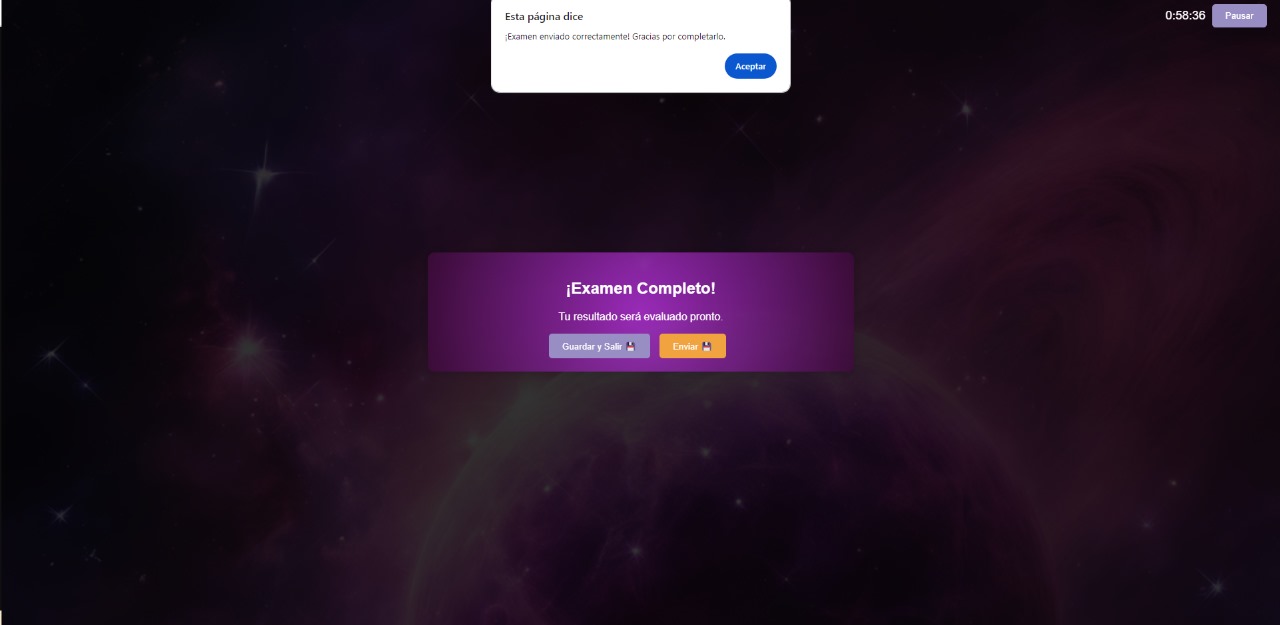 Esta página dice
¡Examen enviado correctamente! Gracias por completarlo.
Aceptar
0:58:36 Pausar
¡Examen Completo!
Tu resultado será evaluado pronto.
Guardar y Salir 💾 Enviar 💾